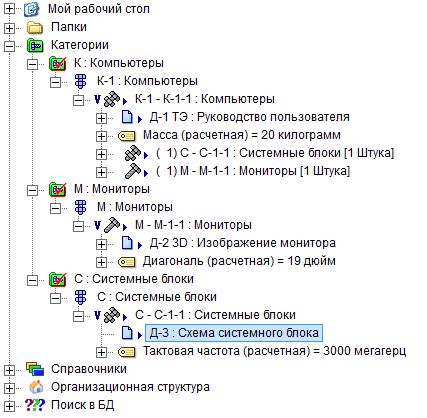 Мой рабочий стол
Папки
Категории
К : Компьютеры
К-1 : Компьютеры
V К-1 - К-1-1 : Компьютеры
Д-1 ТЭ : Руководство пользователя
Масса (расчетная) = 20 килограмм
( 1) С - С-1-1 : Системные блоки [1 Штука]
( 1) М - М-1-1 : Мониторы [1 Штука]
М : Мониторы
М : Мониторы
V М - М-1-1 : Мониторы
Д-2 3D : Изображение монитора
Диагональ (расчетная) = 19 дюйм
С : Системные блоки
С : Системные блоки
V С - С-1-1 : Системные блоки
Д-3 : Схема системного блока
Тактовая частота (расчетная) = 3000 мегагерц
Справочники
Организационная структура
??? Поиск в БД